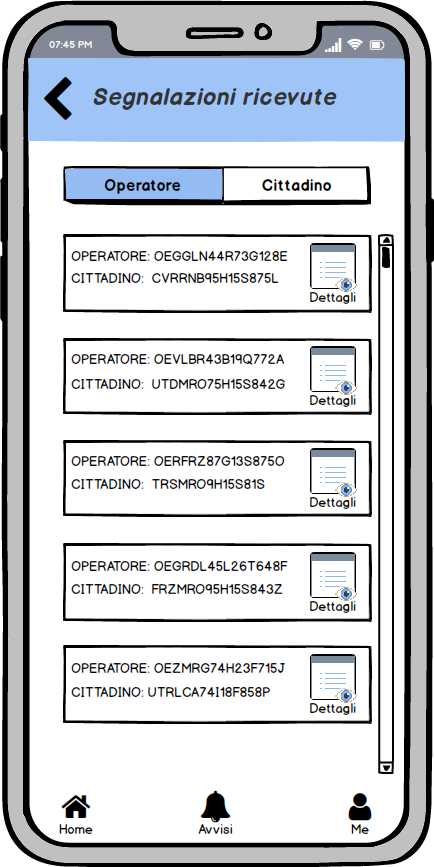 07:45 PM
Segnalazioni ricevute
Operatore
Cittadino
OPERATORE: OEGGLN44R73G128E
CITTADINO: CVRRNB95H15S875L
Dettagli
OPERATORE: OEVLBR43B19Q772A
CITTADINO: UTDMRO75H15S842G
Dettagli
OPERATORE: OERFRZ87G13S875O
CITTADINO: TRSMRO9H15S81S
Dettagli
OPERATORE: OEGRDL45L26T648F
CITTADINO: FRZMRO95H15S843Z
Dettagli
OPERATORE: OEZMRG74H23F715J
CITTADINO: UTRLCA74I18F858P
Dettagli
Home
Avvisi
Me